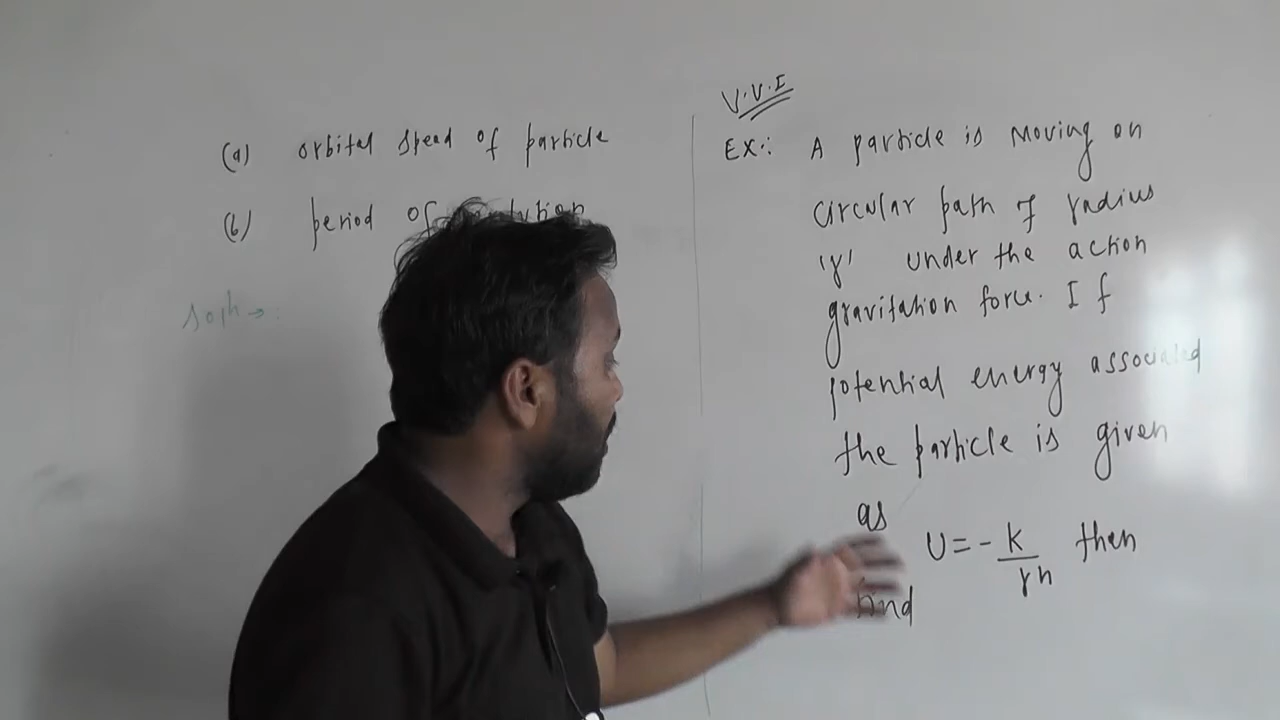 (a) orbital speed of particle
(b) period of
Soln → :
V.V.I
EX:: A particle is moving on
circular path of radius
'r' under the action
gravitation force. If
potential energy associated
the particle is given
as
U = - k/rⁿ then
find